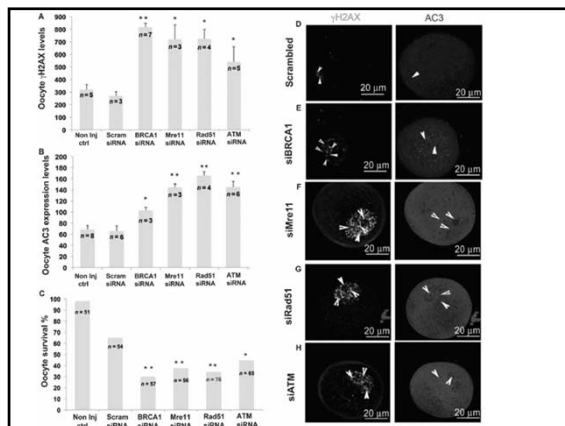 A
Oocyte γH2AX levels
900
800
700
600
500
400
300
200
100
0
n=5
n=3
**
n=7
*
n=3
**
n=4
*
n=5
Non Inj ctrl
Scram siRNA
BRCA1 siRNA
Mre11 siRNA
Rad51 siRNA
ATM siRNA
B
Oocyte AC3 expression levels
200
180
160
140
120
100
80
60
40
20
0
n=8
n=6
*
n=3
**
n=3
**
n=4
**
n=6
Non Inj ctrl
Scram siRNA
BRCA1 siRNA
Mre11 siRNA
Rad51 siRNA
ATM siRNA
C
Oocyte survival %
100
90
80
70
60
50
40
30
20
10
0
n=51
n=54
**
n=57
**
n=56
**
*
Non Inj ctrl
Scram siRNA
BRCA1 siRNA
Mre11 siRNA
Rad51 siRNA
ATM siRNA
γH2AX
AC3
D
Scrambled
20 μm
20 μm
E
siBRCA1
20 μm
20 μm
F
siMre11
20 μm
20 μm
G
siRad51
20 μm
20 μm
H
siATM
20 μm
20 μm